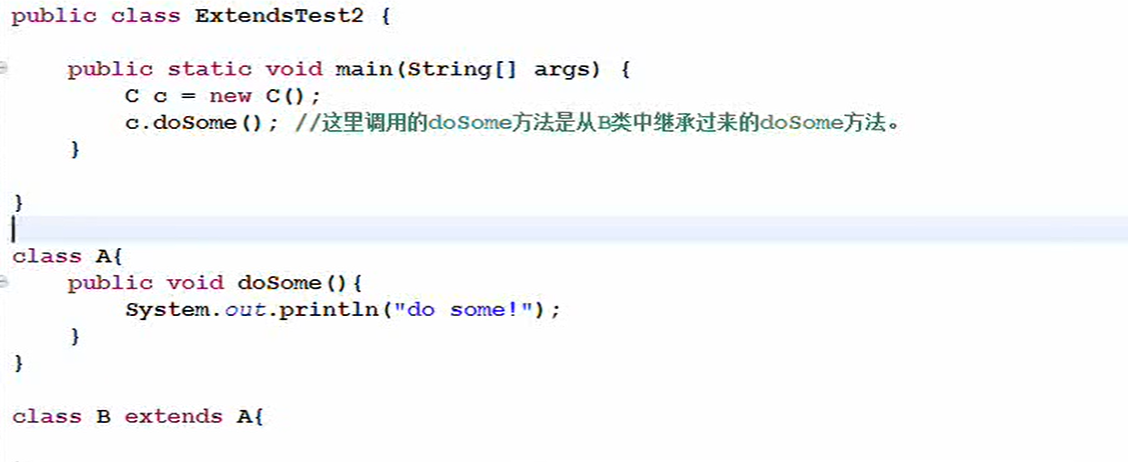 public class ExtendsTest2 {
public static void main(String[] args) {
C c = new C();
c.doSome(); //这里调用的doSome方法是从B类中继承过来的doSome方法。
}
}
class A{
public void doSome(){
System.out.println("do some!");
}
}
class B extends A{